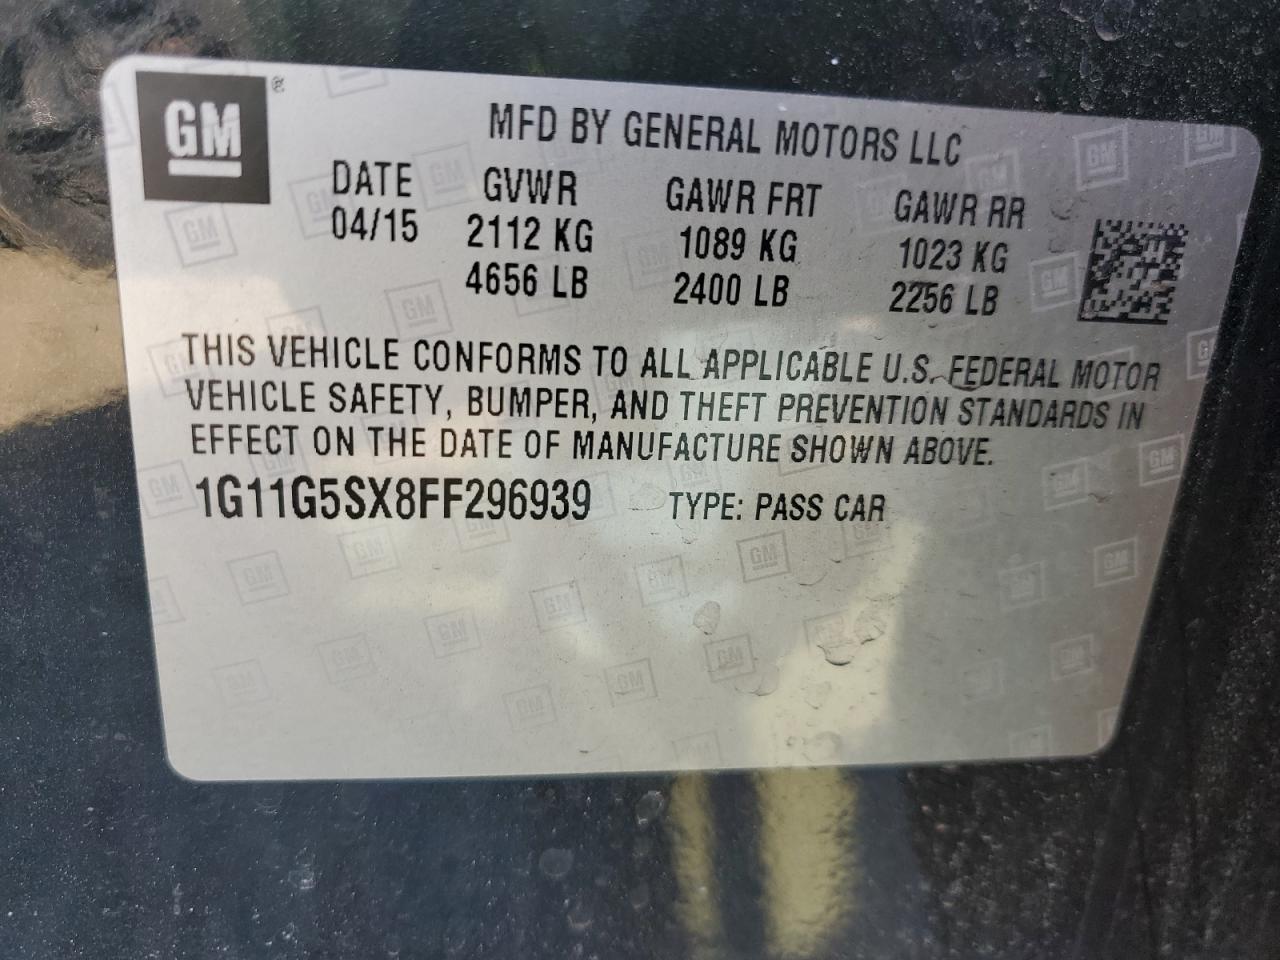 GM ®
MFD BY GENERAL MOTORS LLC
DATE GVWR GAWR FRT GAWR RR
04/15 2112 KG 1089 KG 1023 KG
4656 LB 2400 LB 2256 LB
THIS VEHICLE CONFORMS TO ALL APPLICABLE U.S. FEDERAL MOTOR
VEHICLE SAFETY, BUMPER, AND THEFT PREVENTION STANDARDS IN
EFFECT ON THE DATE OF MANUFACTURE SHOWN ABOVE.
1G11G5SX8FF296939 TYPE: PASS CAR